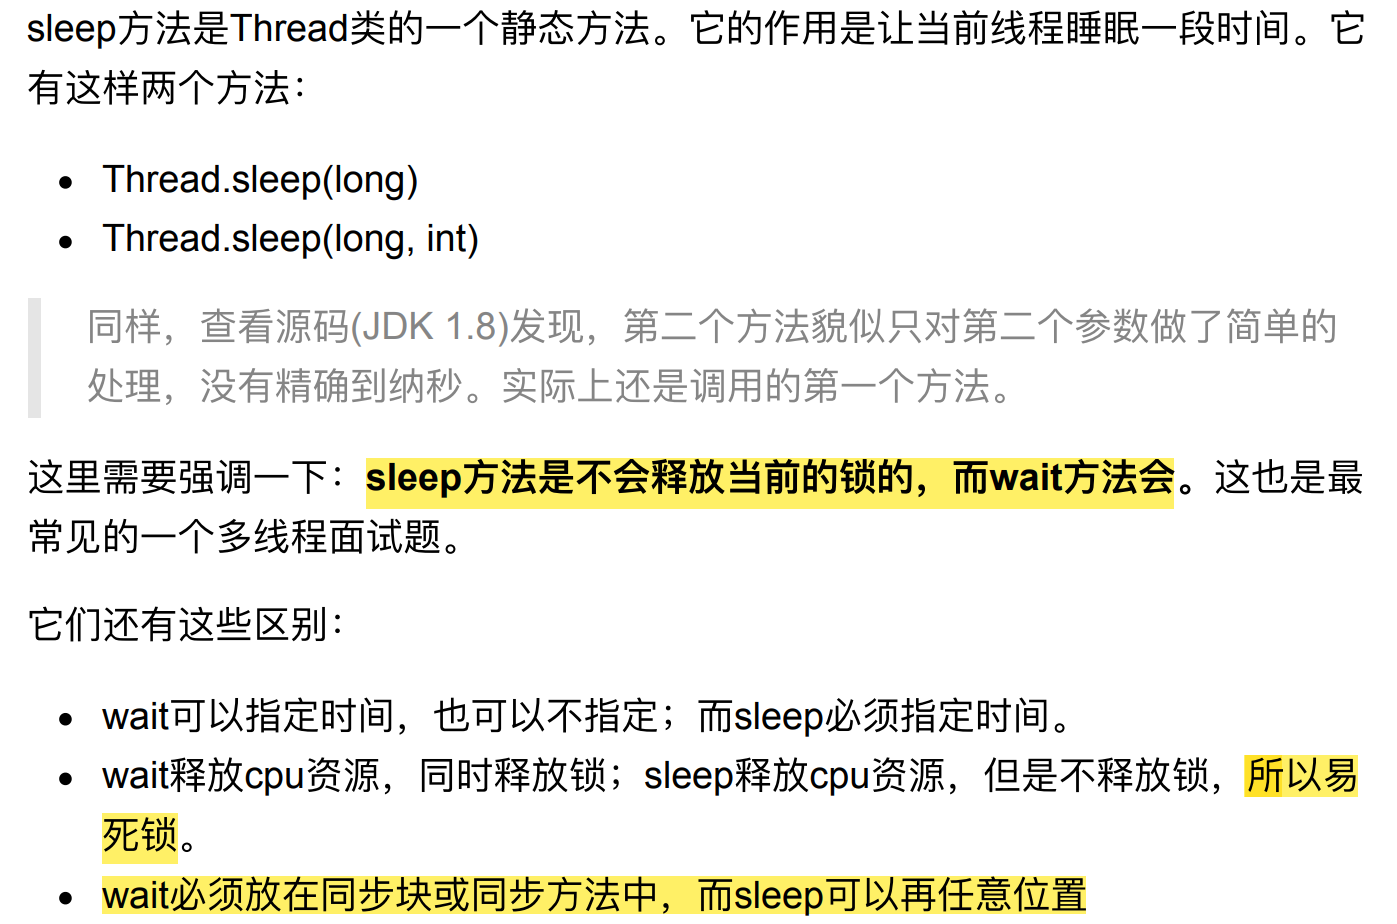 sleep方法是Thread类的一个静态方法。它的作用是让当前线程睡眠一段时间。它
有这样两个方法：
• Thread.sleep(long)
• Thread.sleep(long, int)
同样，查看源码(JDK 1.8)发现，第二个方法貌似只对第二个参数做了简单的
处理，没有精确到纳秒。实际上还是调用的第一个方法。
这里需要强调一下：sleep方法是不会释放当前的锁的，而wait方法会。这也是最
常见的一个多线程面试题。
它们还有这些区别：
• wait可以指定时间，也可以不指定；而sleep必须指定时间。
• wait释放cpu资源，同时释放锁；sleep释放cpu资源，但是不释放锁，所以易
死锁。
• wait必须放在同步块或同步方法中，而sleep可以再任意位置